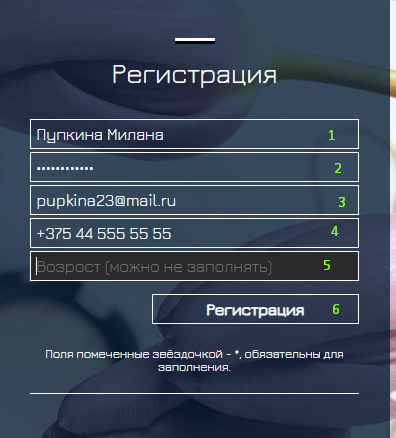 Регистрация
Пупкина Милана 1
•••••••••••• 2
pupkina23@mail.ru 3
+375 44 555 55 55 4
Возрост (можно не заполнять) 5
Регистрация 6
Поля помеченные звёздочкой - *, обязательны для
заполнения.